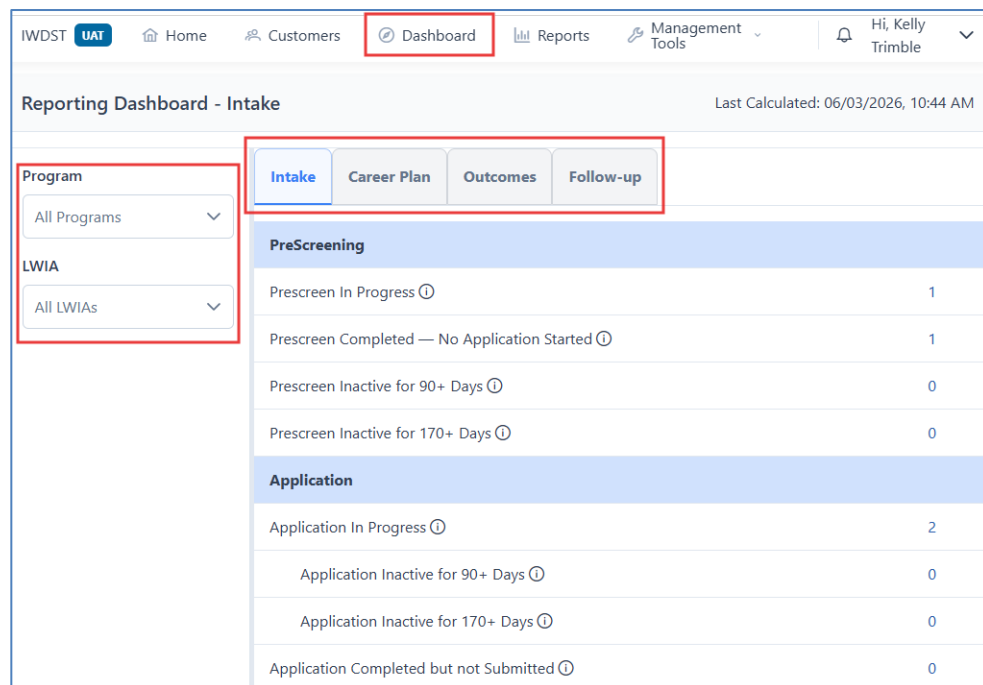 IWDST UAT Home Customers Dashboard Reports Management Tools Hi, Kelly Trimble
Reporting Dashboard - Intake Last Calculated: 06/03/2026, 10:44 AM
Program
All Programs
LWIA
All LWIAs
Intake Career Plan Outcomes Follow-up
PreScreening
Prescreen In Progress 1
Prescreen Completed — No Application Started 1
Prescreen Inactive for 90+ Days 0
Prescreen Inactive for 170+ Days 0
Application
Application In Progress 2
Application Inactive for 90+ Days 0
Application Inactive for 170+ Days 0
Application Completed but not Submitted 0